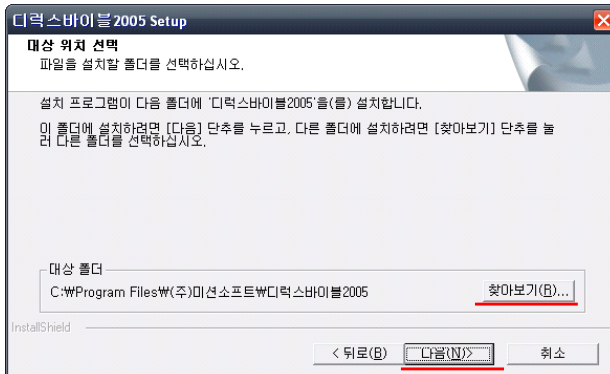 디럭스바이블2005 Setup
대상 위치 선택
파일을 설치할 폴더를 선택하십시오.
설치 프로그램이 다음 폴더에 '디럭스바이블2005'을(를) 설치합니다.
이 폴더에 설치하려면 [다음] 단추를 누르고, 다른 폴더에 설치하려면 [찾아보기] 단추를 눌
러 다른 폴더를 선택하십시오.
대상 폴더
C:₩Program Files₩(주)미션소프트₩디럭스바이블2005
찾아보기(R)...
InstallShield
< 뒤로(B)
다음(N)>
취소